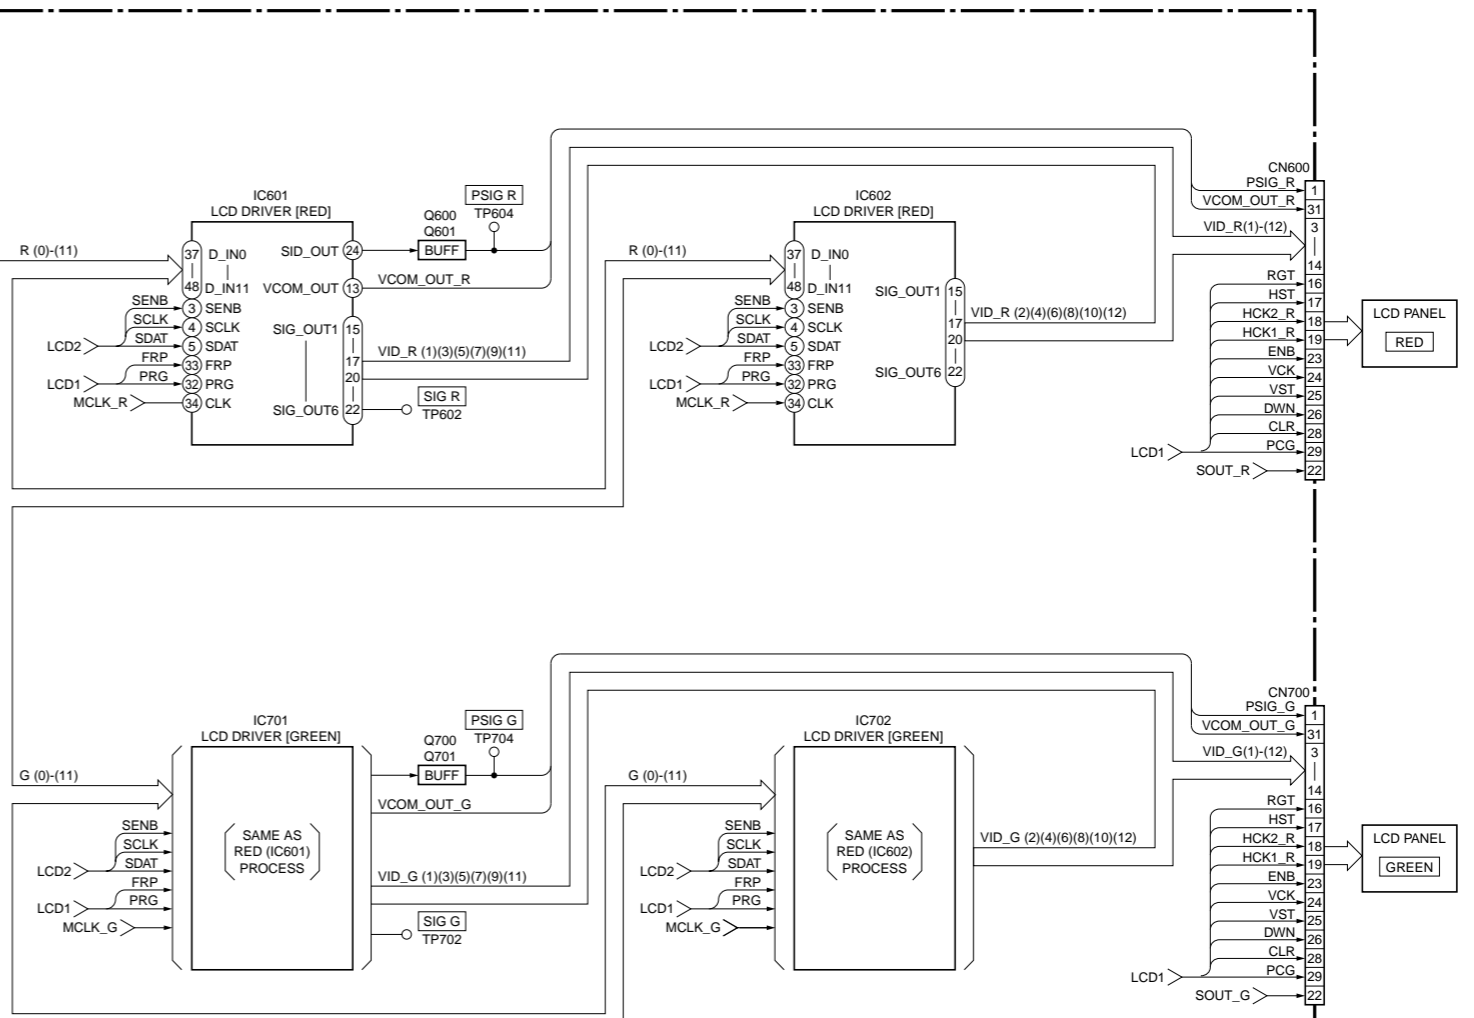 IC601
LCD DRIVER [RED]
R (0)-(11)
37
48
D_IN0
D_IN11
SENB
3
SENB
SCLK
4
SCLK
LCD2
SDAT
5
SDAT
FRP
33
FRP
LCD1
PRG
32
PRG
MCLK_R
34
CLK
SID_OUT
24
VCOM_OUT
13
SIG_OUT1
SIG_OUT6
15
17
20
22
Q600
Q601
BUFF
PSIG R
TP604
VCOM_OUT_R
VID_R (1)(3)(5)(7)(9)(11)
SIG R
TP602
IC602
LCD DRIVER [RED]
R (0)-(11)
37
48
D_IN0
D_IN11
SENB
3
SENB
SCLK
4
SCLK
LCD2
SDAT
5
SDAT
FRP
33
FRP
LCD1
PRG
32
PRG
MCLK_R
34
CLK
SIG_OUT1
SIG_OUT6
15
17
20
22
VID_R (2)(4)(6)(8)(10)(12)
CN600
PSIG_R
1
VCOM_OUT_R
31
VID_R(1)-(12)
3
14
RGT
16
HST
17
HCK2_R
18
HCK1_R
19
ENB
23
VCK
24
VST
25
DWN
26
CLR
28
LCD1
PCG
29
SOUT_R
22
LCD PANEL
RED
IC701
LCD DRIVER [GREEN]
G (0)-(11)
SENB
SCLK
LCD2
SDAT
FRP
LCD1
PRG
MCLK_G
SAME AS
RED (IC601)
PROCESS
Q700
Q701
BUFF
PSIG G
TP704
VCOM_OUT_G
VID_G (1)(3)(5)(7)(9)(11)
SIG G
TP702
IC702
LCD DRIVER [GREEN]
G (0)-(11)
SENB
SCLK
LCD2
SDAT
FRP
LCD1
PRG
MCLK_G
SAME AS
RED (IC602)
PROCESS
VID_G (2)(4)(6)(8)(10)(12)
CN700
PSIG_G
1
VCOM_OUT_G
31
VID_G(1)-(12)
3
14
RGT
16
HST
17
HCK2_R
18
HCK1_R
19
ENB
23
VCK
24
VST
25
DWN
26
CLR
28
LCD1
PCG
29
SOUT_G
22
LCD PANEL
GREEN